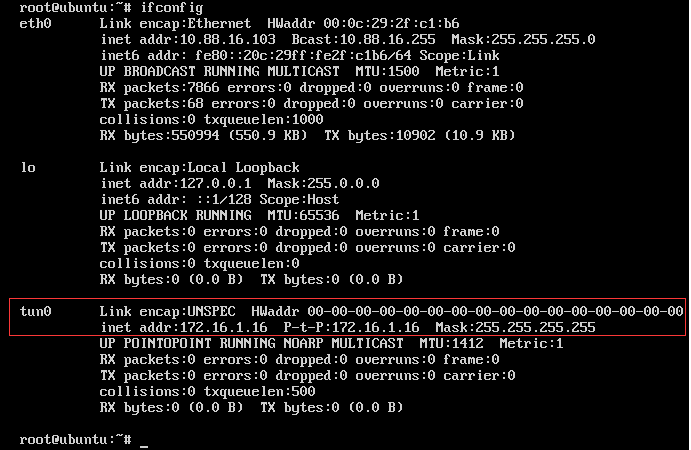 root@ubuntu:~# ifconfig
eth0      Link encap:Ethernet  HWaddr 00:0c:29:2f:c1:b6
          inet addr:10.88.16.103  Bcast:10.88.16.255  Mask:255.255.255.0
          inet6 addr: fe80::20c:29ff:fe2f:c1b6/64 Scope:Link
          UP BROADCAST RUNNING MULTICAST  MTU:1500  Metric:1
          RX packets:7866 errors:0 dropped:0 overruns:0 frame:0
          TX packets:68 errors:0 dropped:0 overruns:0 carrier:0
          collisions:0 txqueuelen:1000
          RX bytes:550994 (550.9 KB)  TX bytes:10902 (10.9 KB)
lo        Link encap:Local Loopback
          inet addr:127.0.0.1  Mask:255.0.0.0
          inet6 addr: ::1/128 Scope:Host
          UP LOOPBACK RUNNING  MTU:65536  Metric:1
          RX packets:0 errors:0 dropped:0 overruns:0 frame:0
          TX packets:0 errors:0 dropped:0 overruns:0 carrier:0
          collisions:0 txqueuelen:0
          RX bytes:0 (0.0 B)  TX bytes:0 (0.0 B)
tun0      Link encap:UNSPEC  HWaddr 00-00-00-00-00-00-00-00-00-00-00-00-00-00-00-00
          inet addr:172.16.1.16  P-t-P:172.16.1.16  Mask:255.255.255.255
          UP POINTOPOINT RUNNING NOARP MULTICAST  MTU:1412  Metric:1
          RX packets:0 errors:0 dropped:0 overruns:0 frame:0
          TX packets:0 errors:0 dropped:0 overruns:0 carrier:0
          collisions:0 txqueuelen:500
          RX bytes:0 (0.0 B)  TX bytes:0 (0.0 B)
root@ubuntu:~# _